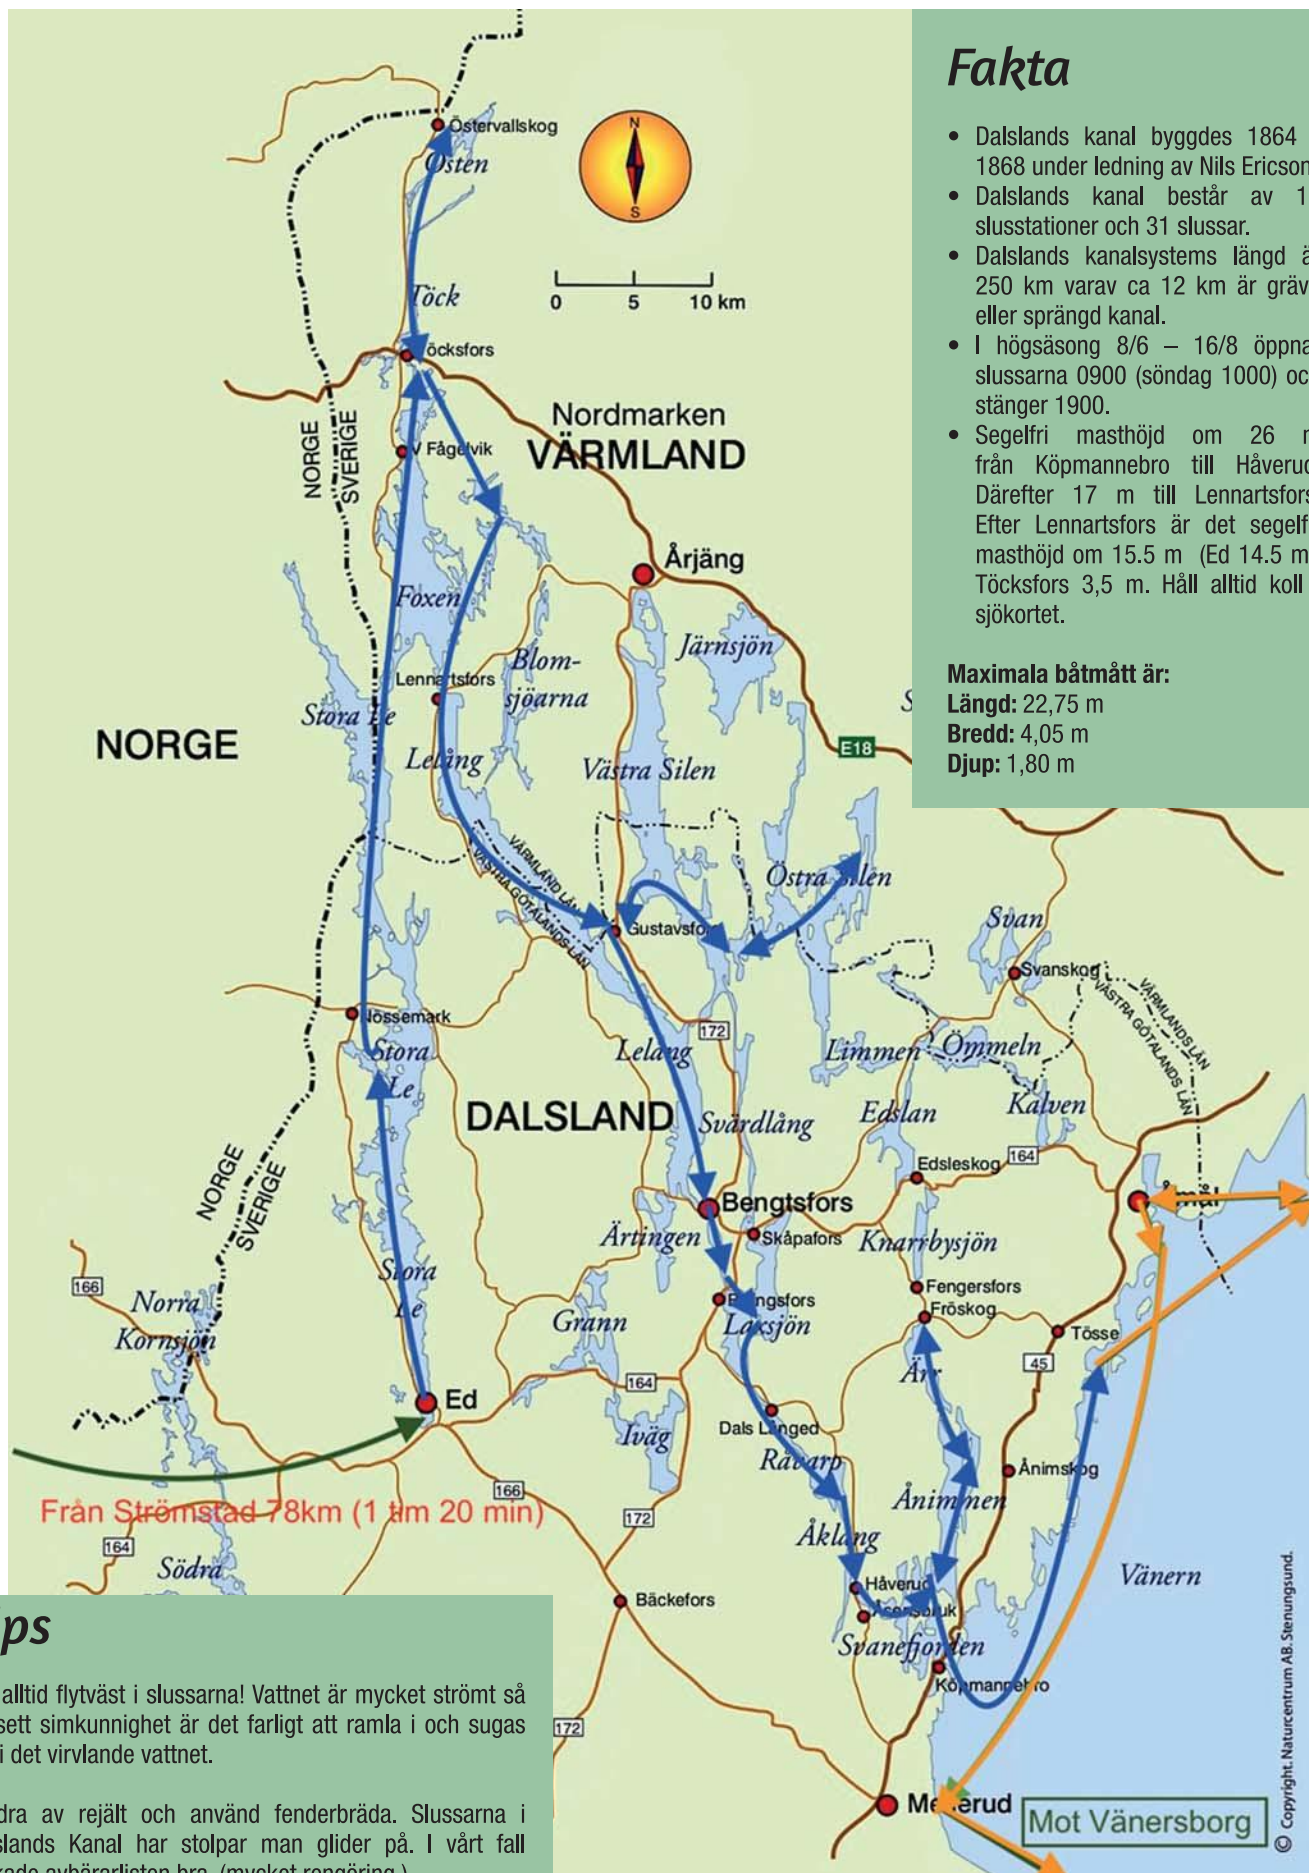 Fakta
• Dalslands kanal byggdes 1864
1868 under ledning av Nils Ericson
• Dalslands kanal består av
slusstationer och 31 slussar.
• Dalslands kanalsystems längd
250 km varav ca 12 km är
eller sprängd kanal.
• I högsäsong 8/6 – 16/8
slussarna 0900 (söndag 1000)
stänger 1900.
• Segelfri masthöjd om 26
från Köpmannebro till
Därefter 17 m till
Efter Lennartsfors är det
masthöjd om 15.5 m (Ed 14.5 m
Töcksfors 3,5 m. Håll alltid koll
sjökortet.
Maximala båtmått är:
Längd: 22,75 m
Bredd: 4,05 m
Djup: 1,80 m
Östervallskog
Östen
N
S
0 5 10 km
Töck
Nordmarken
VÄRMLAND
NORGE
SVERIGE
V Fågelvik
Årjäng
Foxen
Järnsjön
Blom-
sjöarna
Lennartsfors
Stora Le
NORGE
Lelång
Västra Silen
E18
VÄRMLAND LÄN
VÄSTRA GÖTALANDS LÄN
Östra Silen
Gustavsfors
Svan
Svanskog
VÄRMLANDS LÄN
VÄSTRA GÖTALANDS LÄN
Nössemark
172
Stora
Le
Lelång
Limmen
Ömmeln
DALSLAND
Svärdlång
Edslan
Kalven
NORGE
SVERIGE
Edsleskog
164
Bengtsfors
Åmål
Ärtingen
Skåpafors
Knarrbysjön
166
Stora
Le
Norra
Kornsjön
Fengersfors
Fröskog
Grann
Laxsjön
Tösse
45
164
Ärr
Ed
Dals Långed
Iväg
Råvarp
Ånimskog
166
Ånimmen
Från Strömstad 78km (1 tim 20 min)
172
164
Åklång
Södra
Vänern
Håverud
Åsensbruk
Bäckefors
Svanefjorden
Köpmannebro
172
Mellerud
Mot Vänersborg
© Copyright. Naturcentrum AB. Stenungsund.
alltid flytväst i slussarna! Vattnet är mycket strömt så
sett simkunnighet är det farligt att ramla i och sugas
i det virvlande vattnet.
av rejält och använd fenderbräda. Slussarna i
Kanal har stolpar man glider på. I vårt fall
avbärarlisten bra (mycket rengöring )